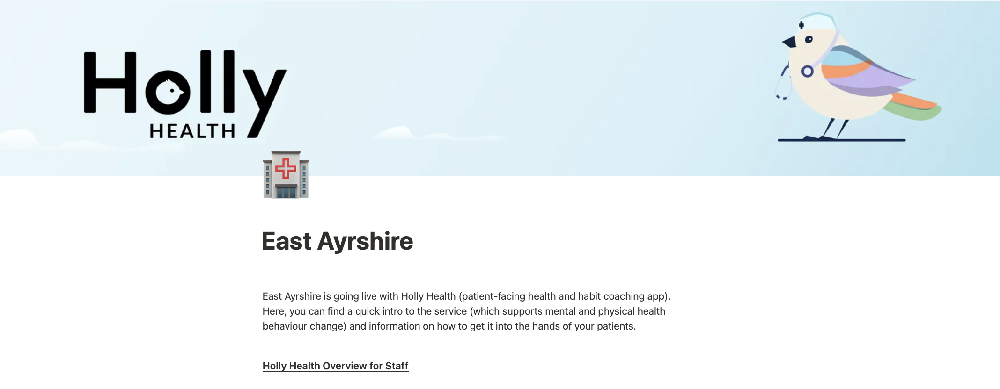 Holly
HEALTH
East Ayrshire
East Ayrshire is going live with Holly Health (patient-facing health and habit coaching app).
Here, you can find a quick intro to the service (which supports mental and physical health
behaviour change) and information on how to get it into the hands of your patients.
Holly Health Overview for Staff